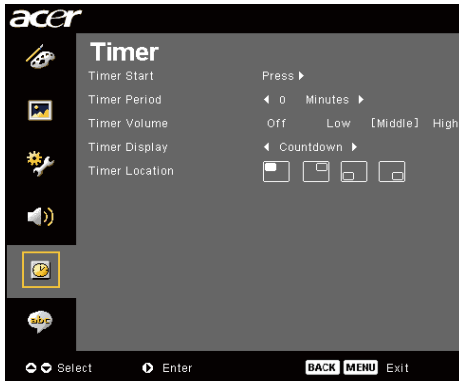 acer
Timer
Timer Start Press
Timer Period 0 Minutes
Timer Volume Off Low [Middle] High
Timer Display Countdown
Timer Location
abc
Select Enter BACK MENU Exit